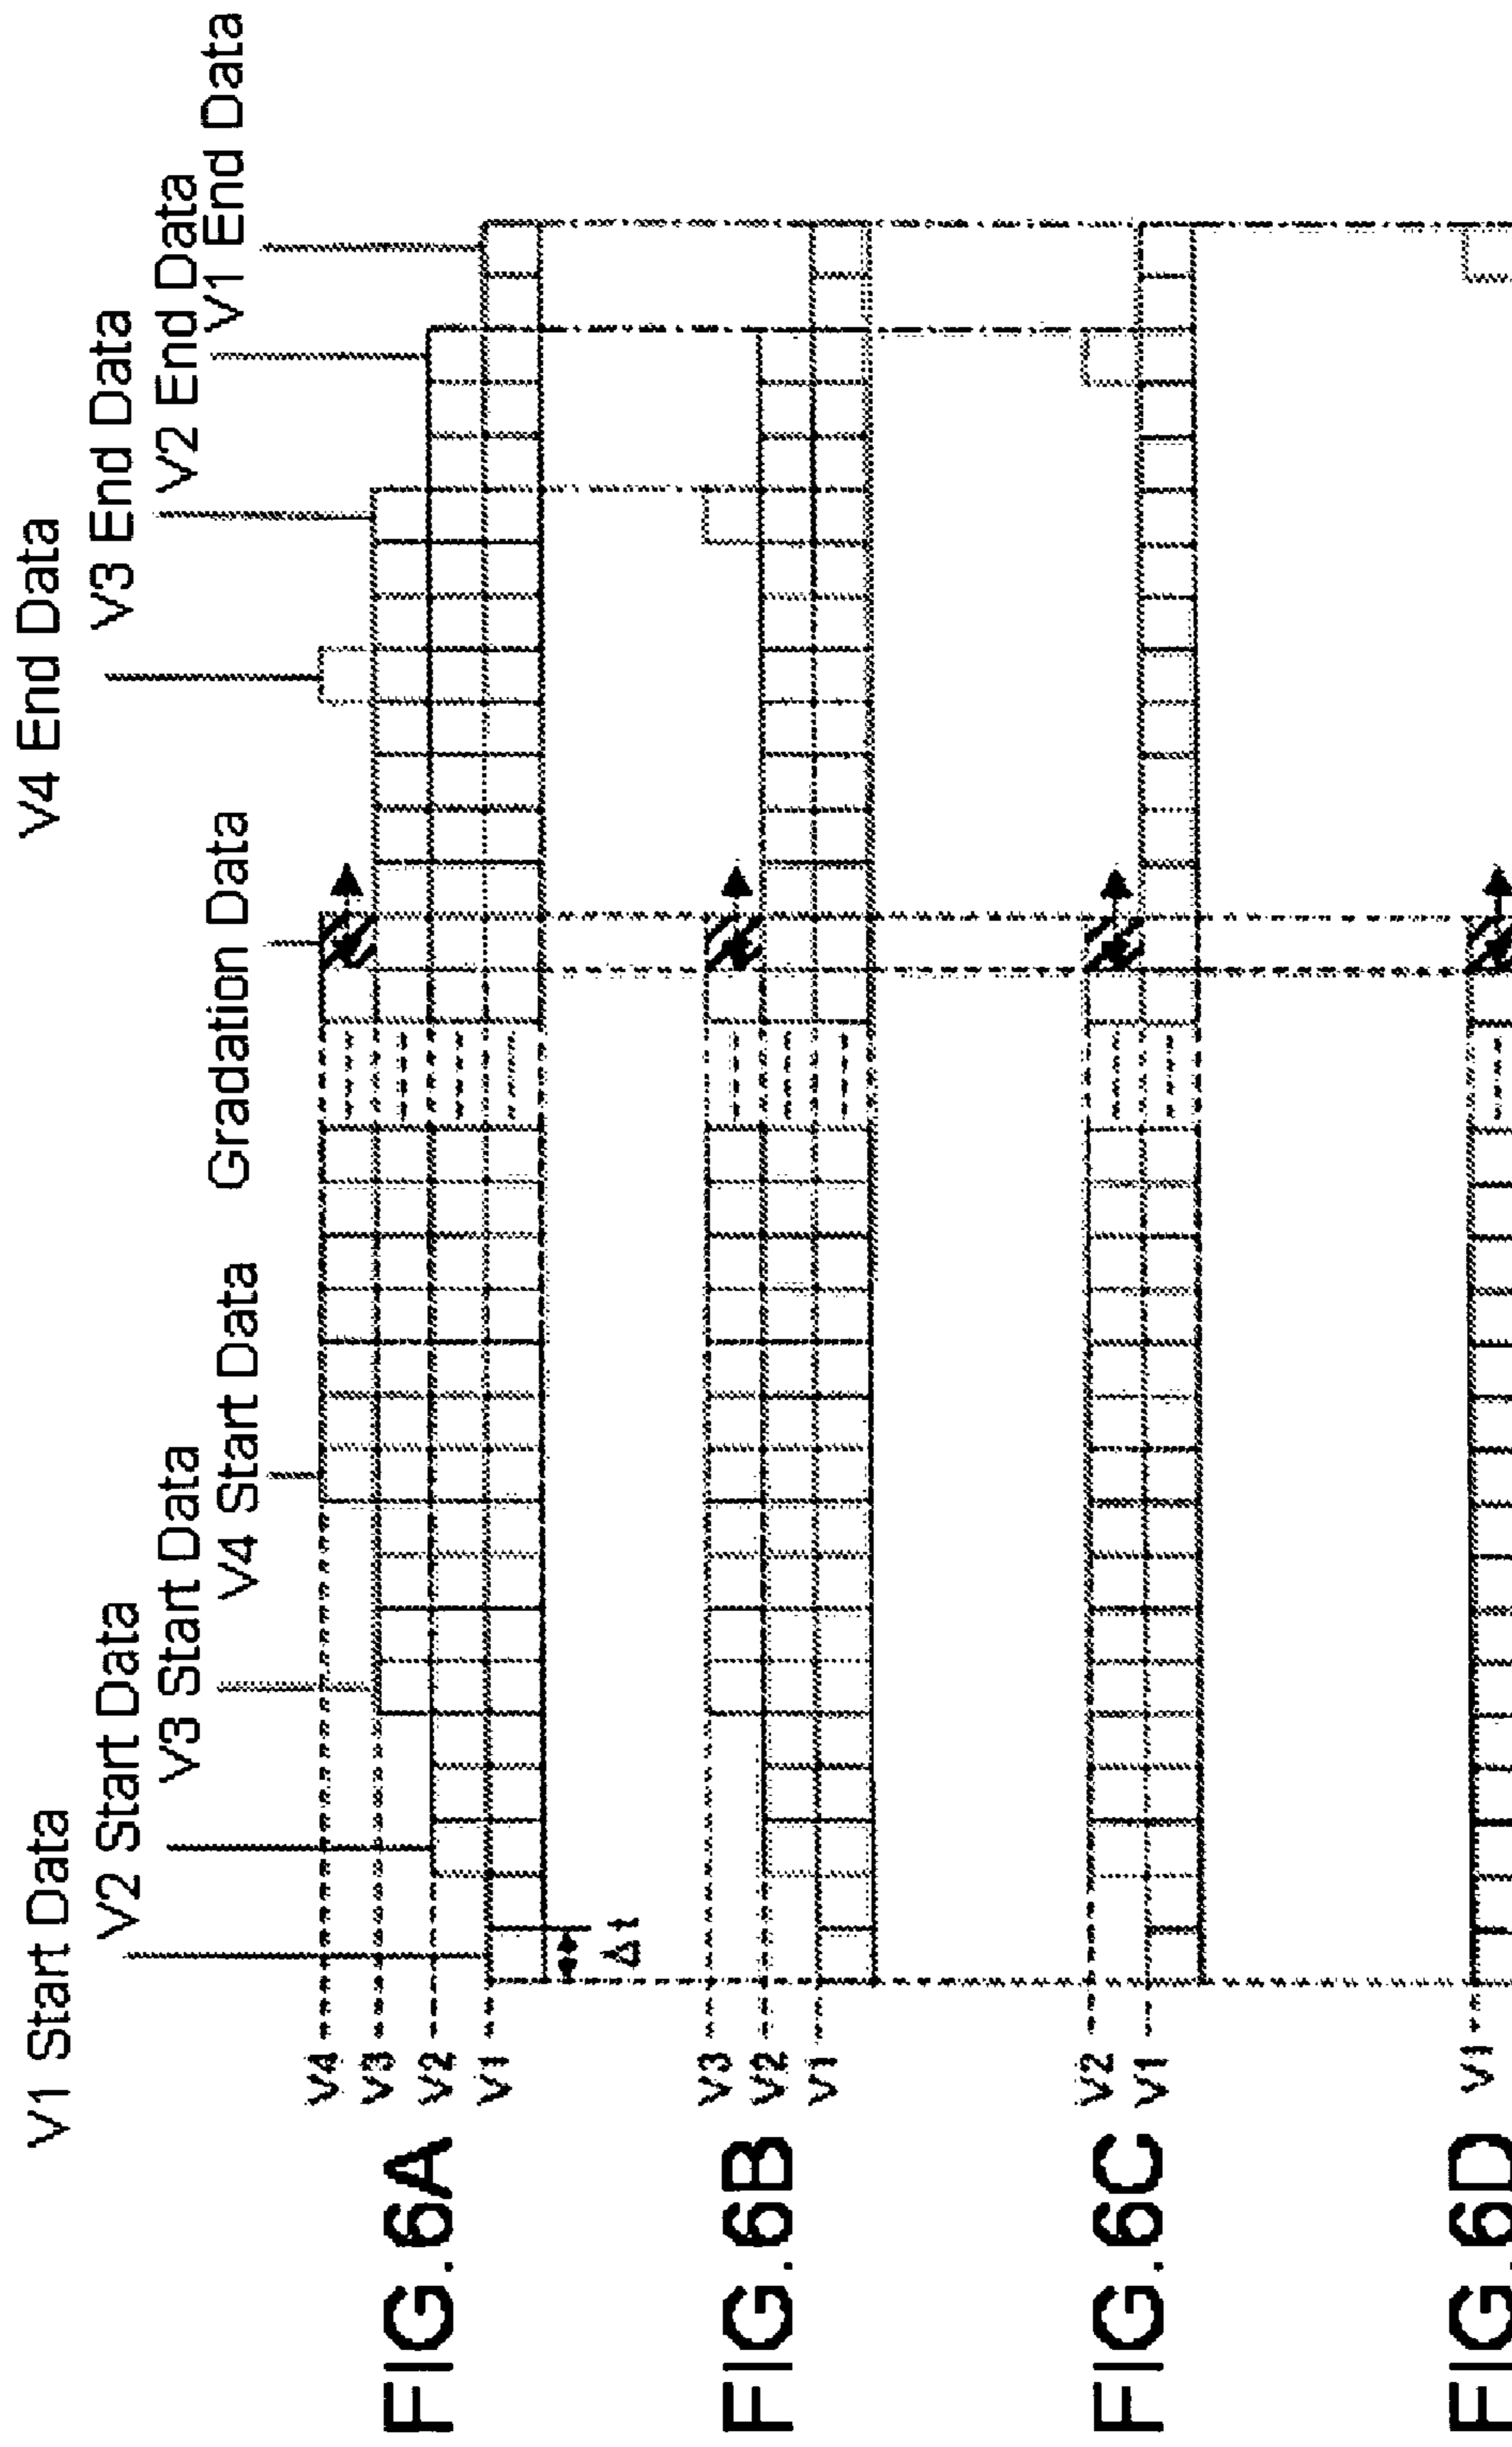 V1 Start Data
V2 Start Data
V3 Start Data
V4 Start Data
Gradation Data
V4 End Data
V3 End Data
V2 End Data
V1 End Data
FIG.6A
V4
V3
V2
V1
Δt
FIG.6B
V3
V2
V1
FIG.6C
V2
V1
FIG.6D
V1